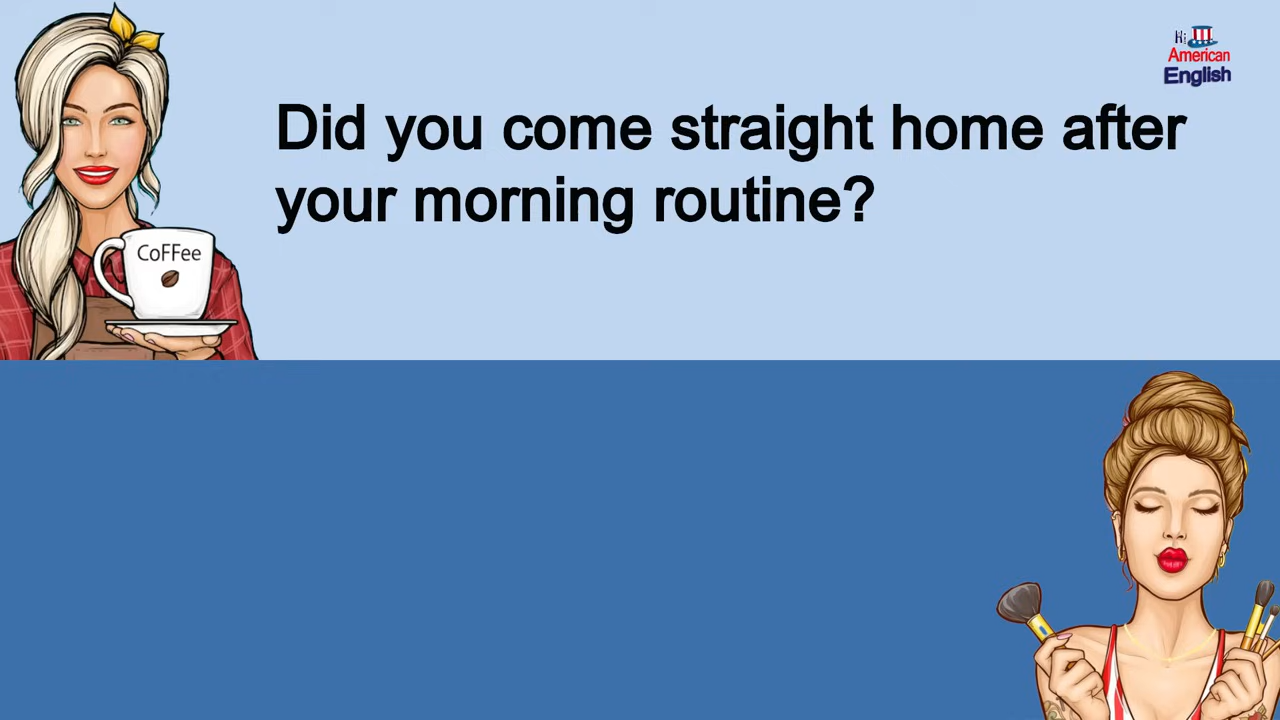 Hi
American
English
Did you come straight home after
your morning routine?
CoFFee